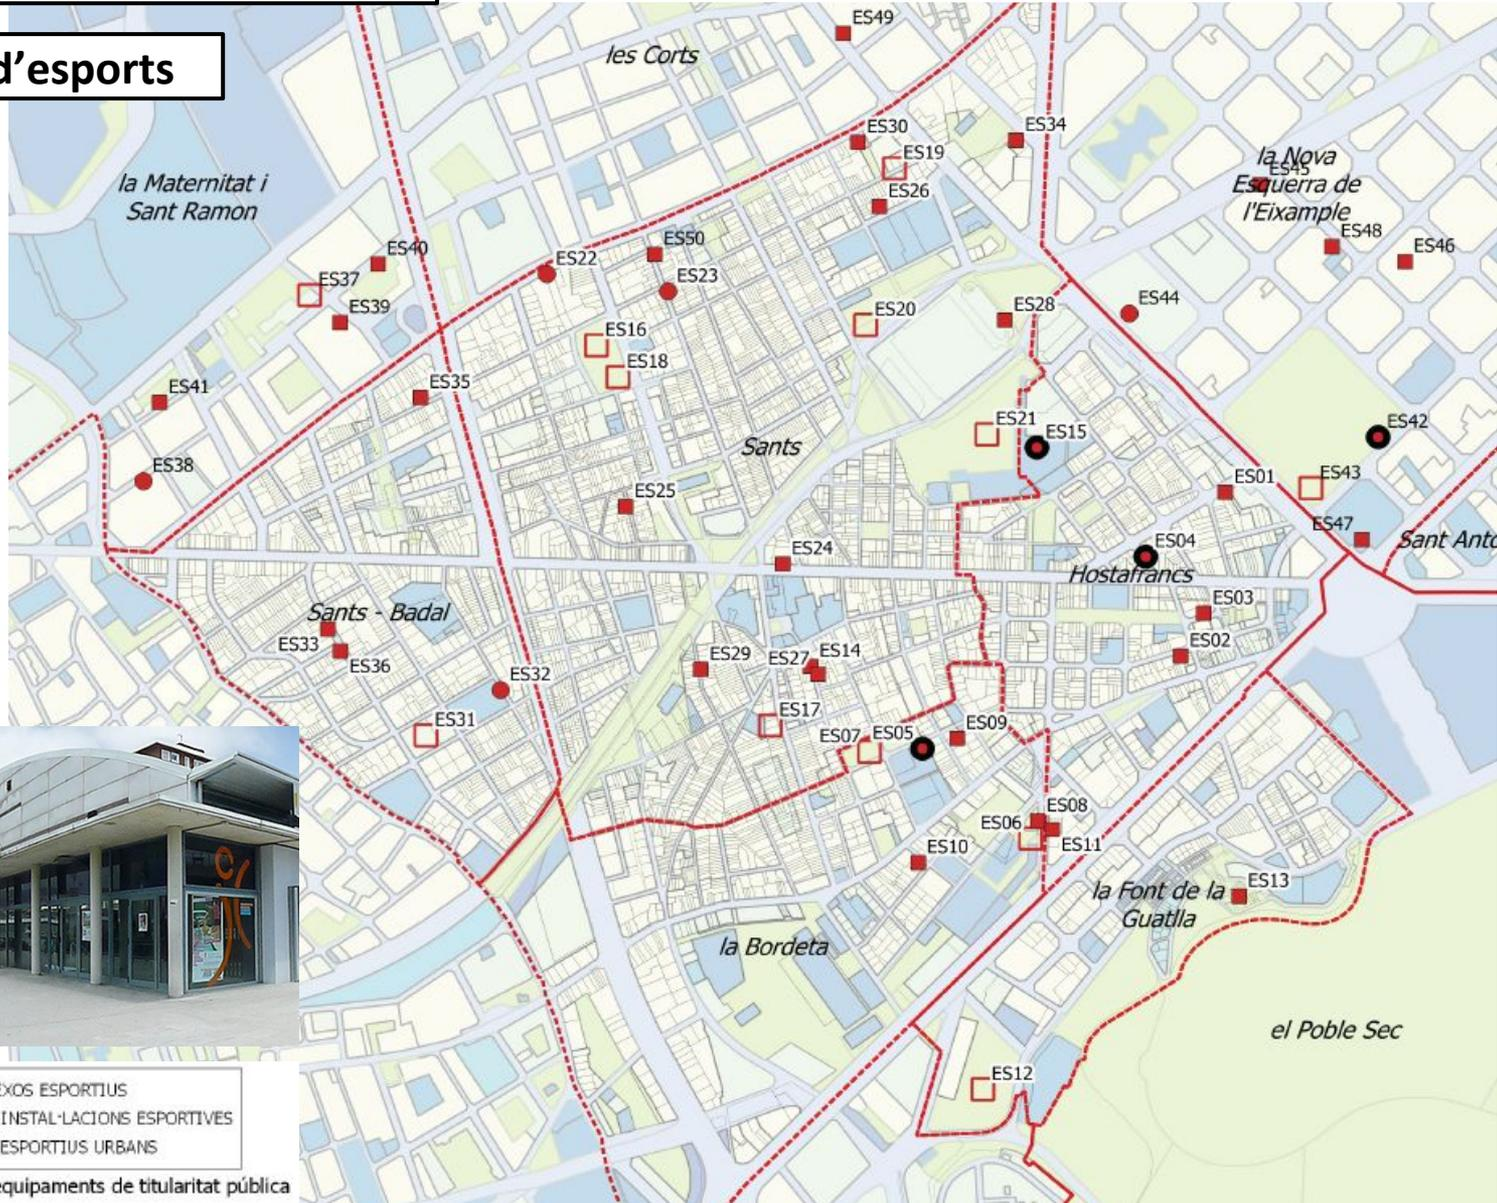 d'esports
ES49
les Corts
ES30
ES34
ES19
la Nova
ES45
Esquerra de
l'Eixample
la Maternitat i
Sant Ramon
ES26
ES40
ES50
ES48
ES46
ES22
ES37
ES23
ES39
ES20
ES28
ES44
ES16
ES18
ES41
ES35
ES21
ES15
ES42
Sants
ES38
ES01
ES43
ES25
ES47
Sant Anto
ES24
ES04
Hostafrancs
Sants - Badal
ES03
ES33
ES36
ES29
ES27
ES14
ES02
ES32
ES31
ES17
ES07
ES05
ES09
ES08
ES06
ES11
ES10
la Font de la
Guatlla
ES13
la Bordeta
el Poble Sec
ES12
EXOS ESPORTIUS
INSTAL·LACIONS ESPORTIVES
ESPORTIUS URBANS
equipaments de titularitat pública